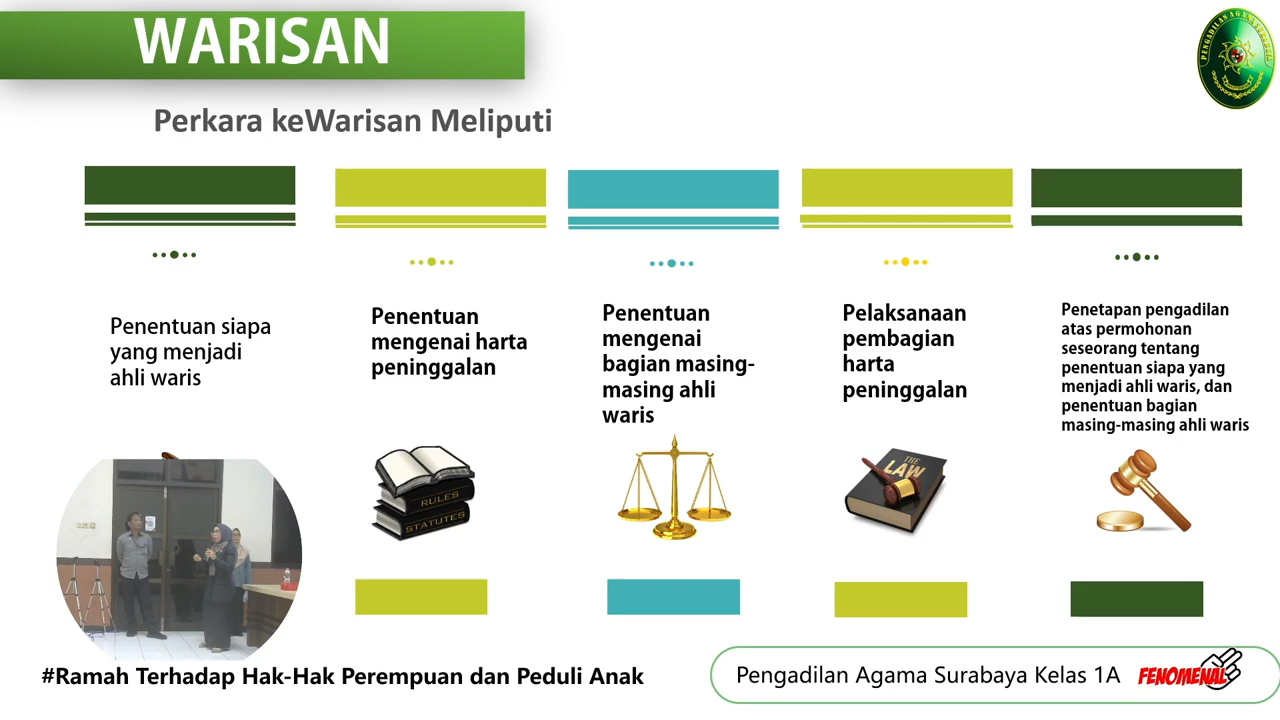 WARISAN
Perkara keWarisan Meliputi
Penentuan siapa
yang menjadi
ahli waris
Penentuan
mengenai harta
peninggalan
Penentuan
mengenai
bagian masing-
masing ahli
waris
Pelaksanaan
pembagian
harta
peninggalan
Penetapan pengadilan
atas permohonan
seseorang tentang
penentuan siapa yang
menjadi ahli waris, dan
penentuan bagian
masing-masing ahli waris
RULES
STATUTES
THE
LAW
#Ramah Terhadap Hak-Hak Perempuan dan Peduli Anak
Pengadilan Agama Surabaya Kelas 1A
FENOMENAL